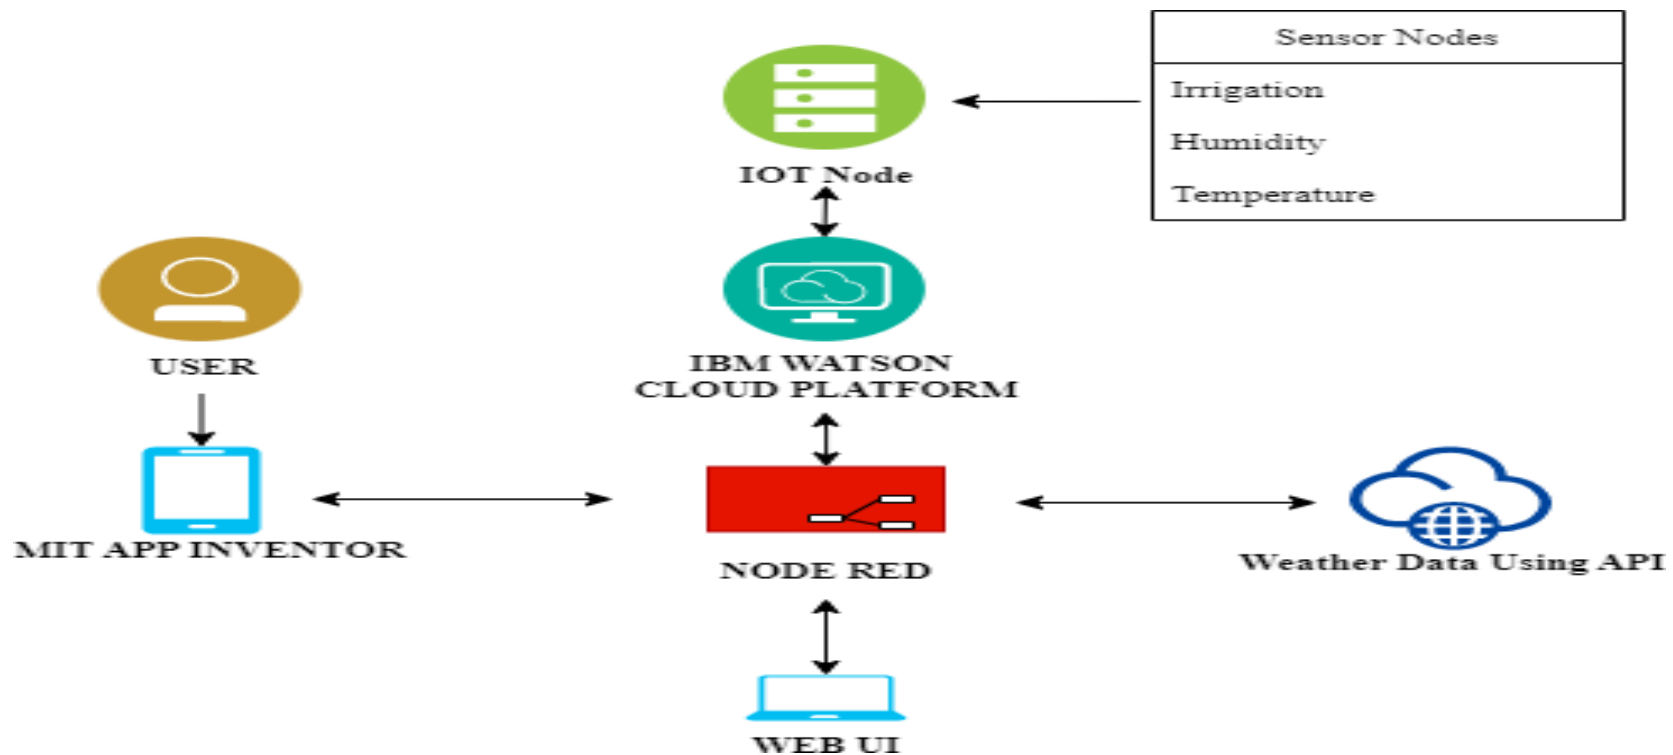 Sensor Nodes
Irrigation
Humidity
Temperature
IOT Node
USER
IBM WATSON
CLOUD PLATFORM
MIT APP INVENTOR
NODE RED
Weather Data Using API
WEB UI